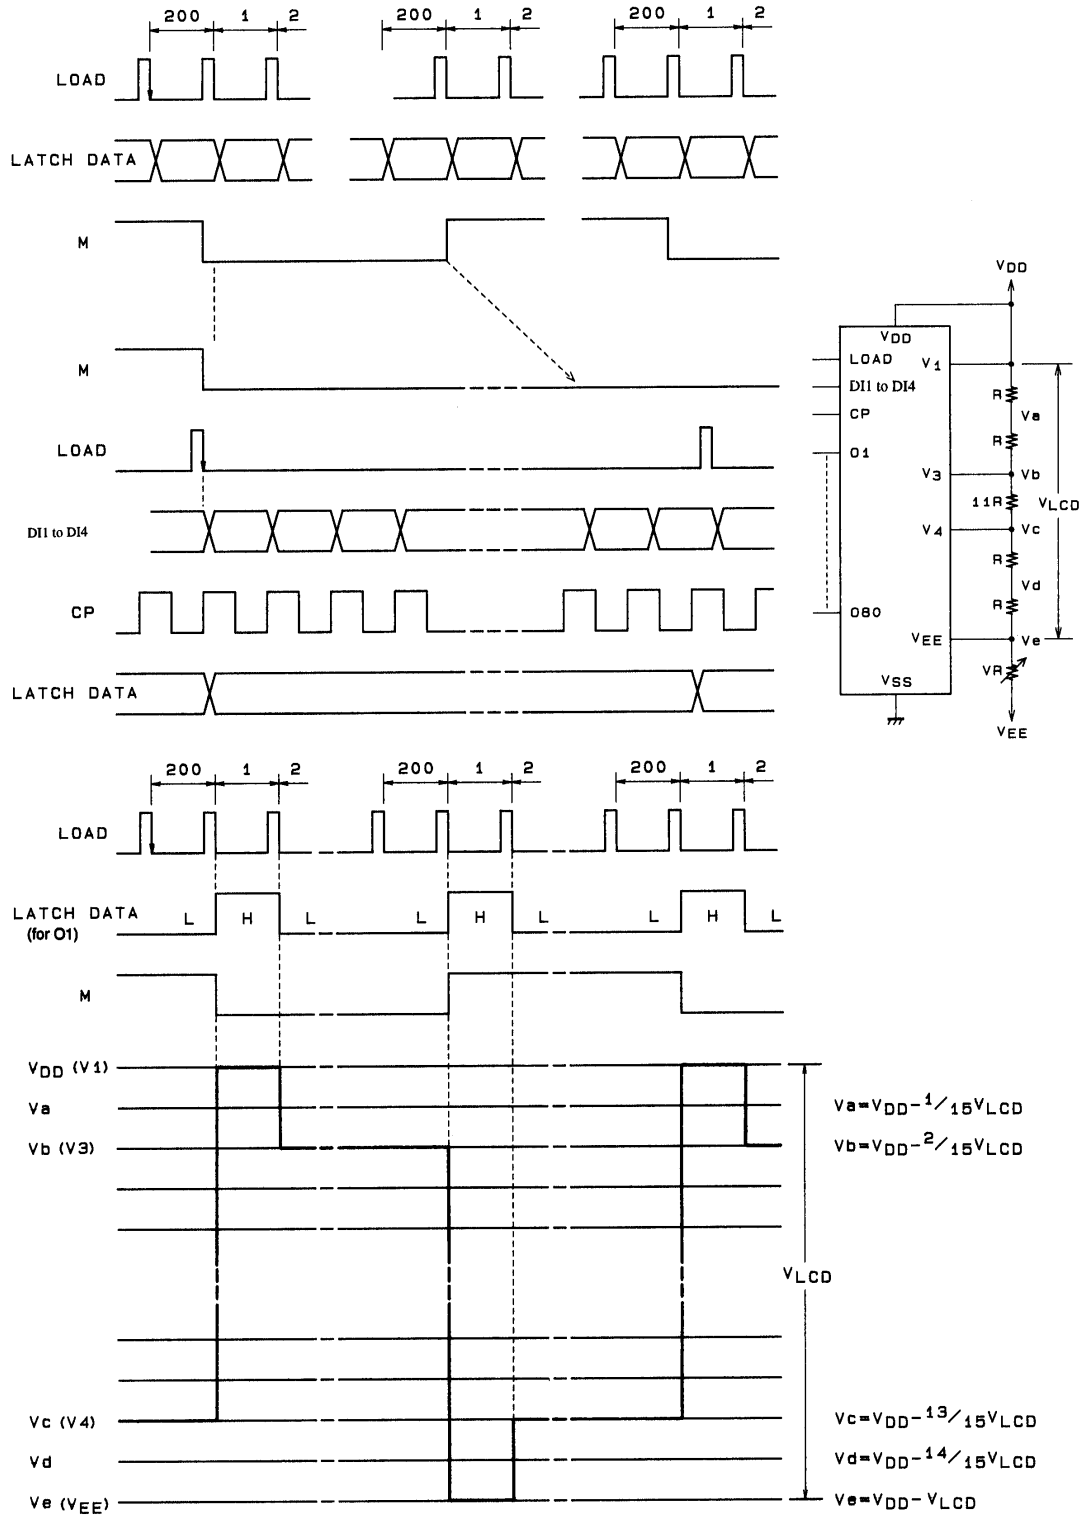 200 1 2 200 1 2 200 1 2
LOAD
LATCH DATA
M
M
LOAD
DI1 to DI4
CP
LATCH DATA
VDD
VDD
LOAD
V1
DI1 to DI4
R
Va
CP
R
O1
V3
Vb
11R
VLCD
V4
Vc
R
Vd
R
O80
VEE
Ve
VR
VSS
VEE
200 1 2 200 1 2 200 1 2
LOAD
LATCH DATA
(for O1)
L H L L H L L H L
M
VDD (V1)
Va
Va=VDD-1/15VLCD
Vb (V3)
Vb=VDD-2/15VLCD
VLCD
Vc (V4)
Vc=VDD-13/15VLCD
Vd
Vd=VDD-14/15VLCD
Ve (VEE)
Ve=VDD-VLCD